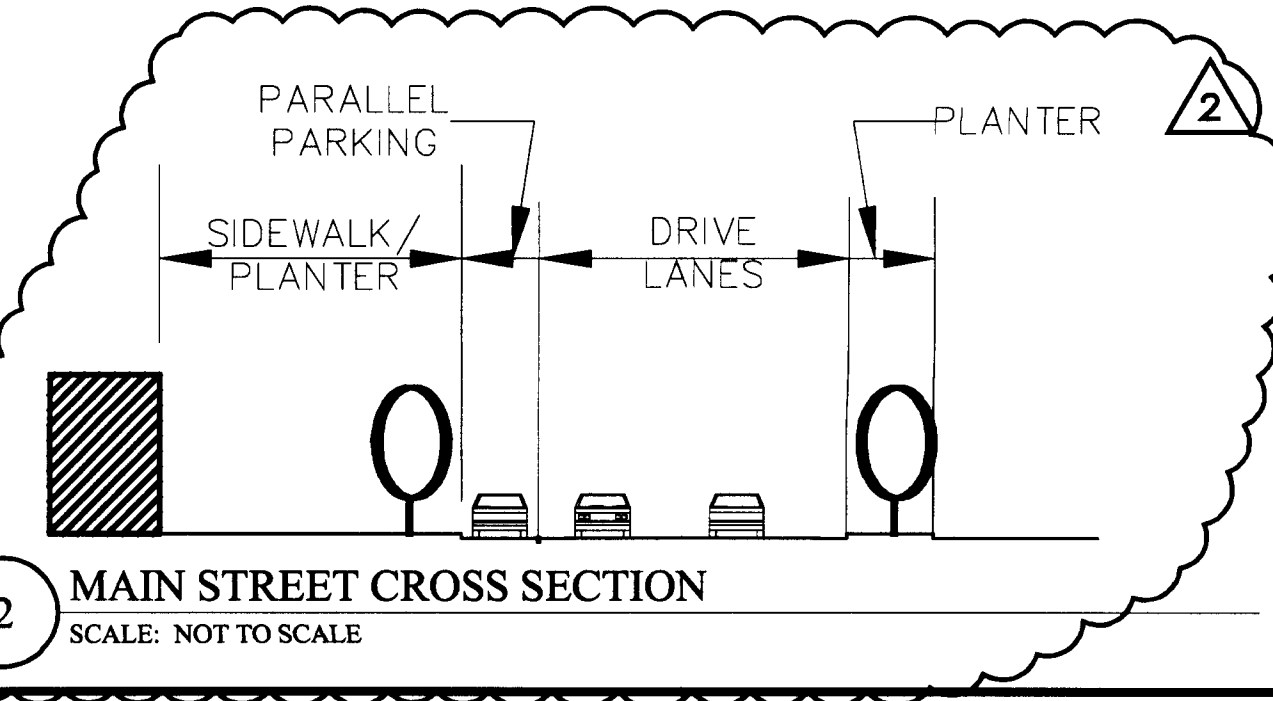 PARALLEL
PARKING
PLANTER
2
SIDEWALK/
PLANTER
DRIVE
LANES
2
MAIN STREET CROSS SECTION
SCALE: NOT TO SCALE